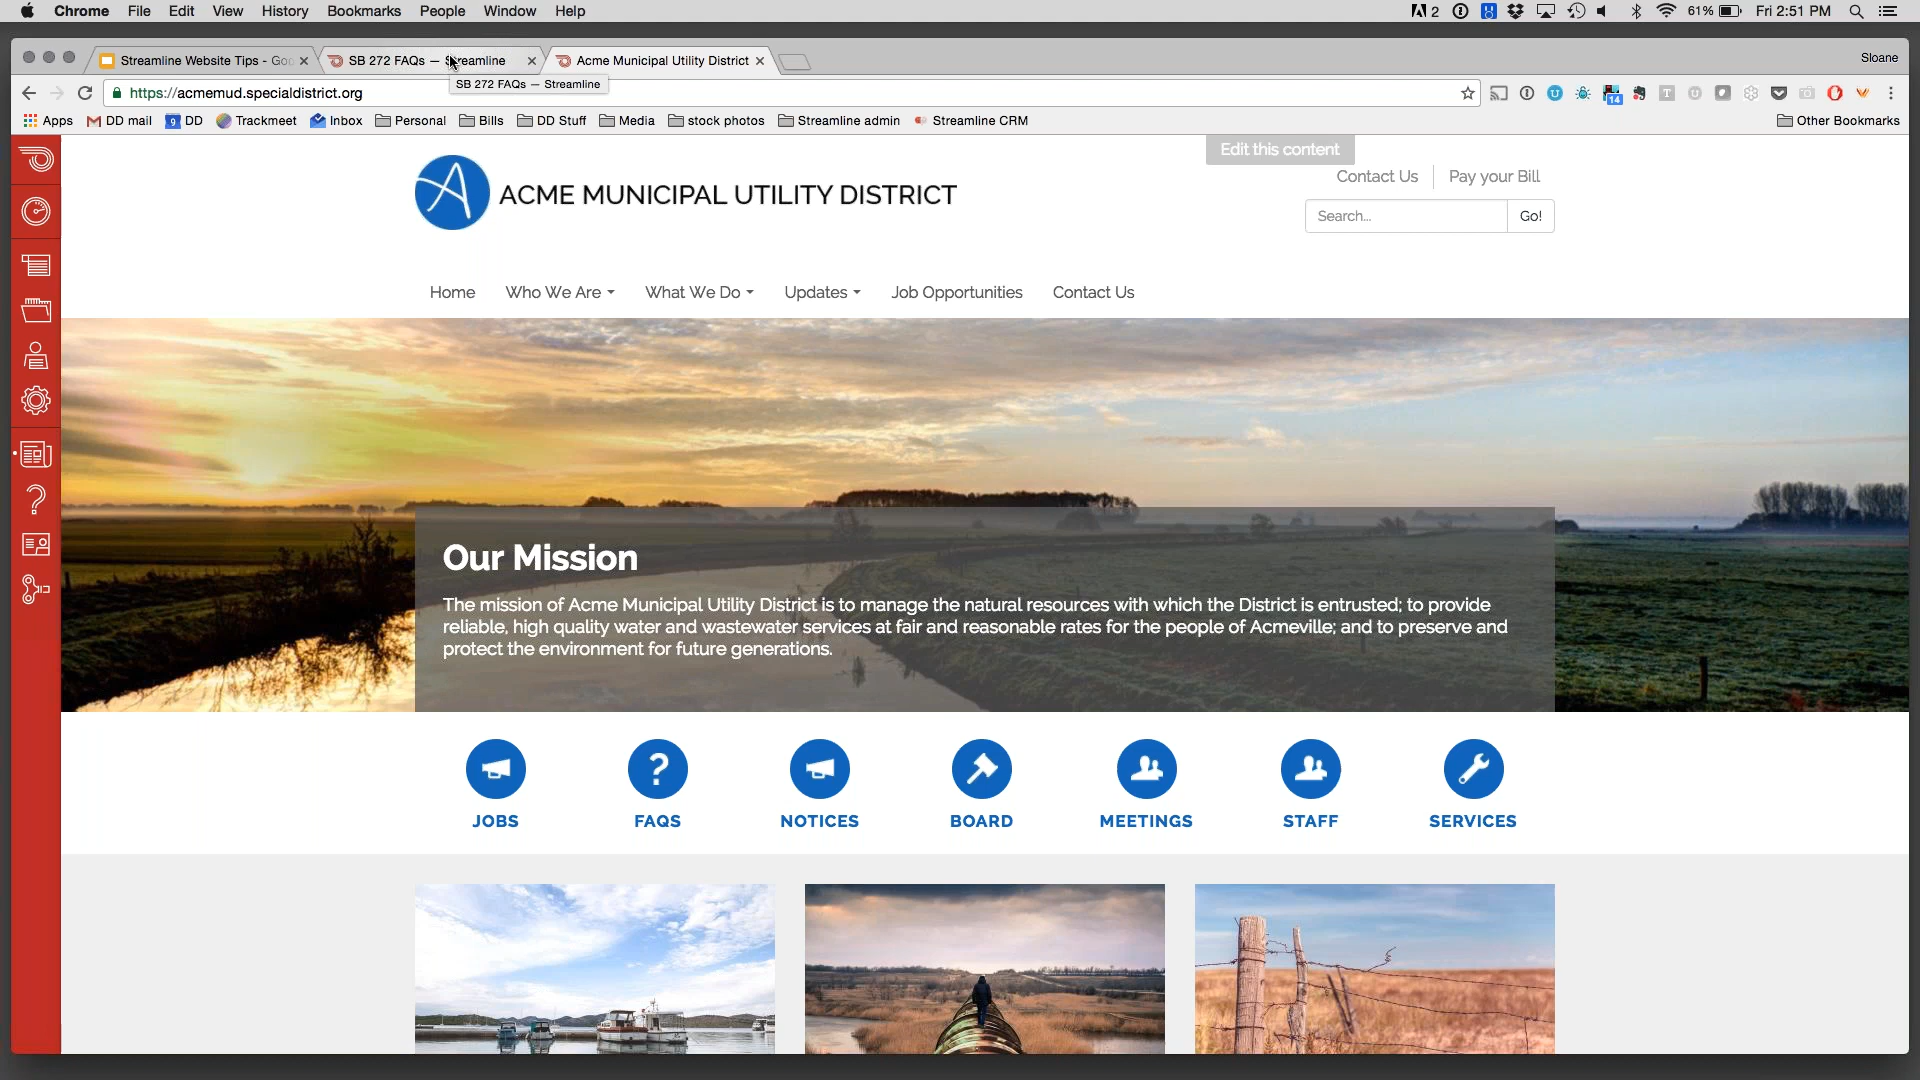 Chrome File Edit View History Bookmarks People Window Help
2 61% Fri 2:51 PM
Streamline Website Tips - Goo
SB 272 FAQs — Streamline
Acme Municipal Utility District
Sloane
https://acmemud.specialdistrict.org
SB 272 FAQs — Streamline
14
Apps DD mail 9 DD Trackmeet Inbox Personal Bills DD Stuff Media stock photos Streamline admin Streamline CRM Other Bookmarks
Edit this content
Contact Us Pay your Bill
ACME MUNICIPAL UTILITY DISTRICT
Search... Go!
Home Who We Are What We Do Updates Job Opportunities Contact Us
Our Mission
The mission of Acme Municipal Utility District is to manage the natural resources with which the District is entrusted; to provide
reliable, high quality water and wastewater services at fair and reasonable rates for the people of Acmeville; and to preserve and
protect the environment for future generations.
JOBS FAQS NOTICES BOARD MEETINGS STAFF SERVICES